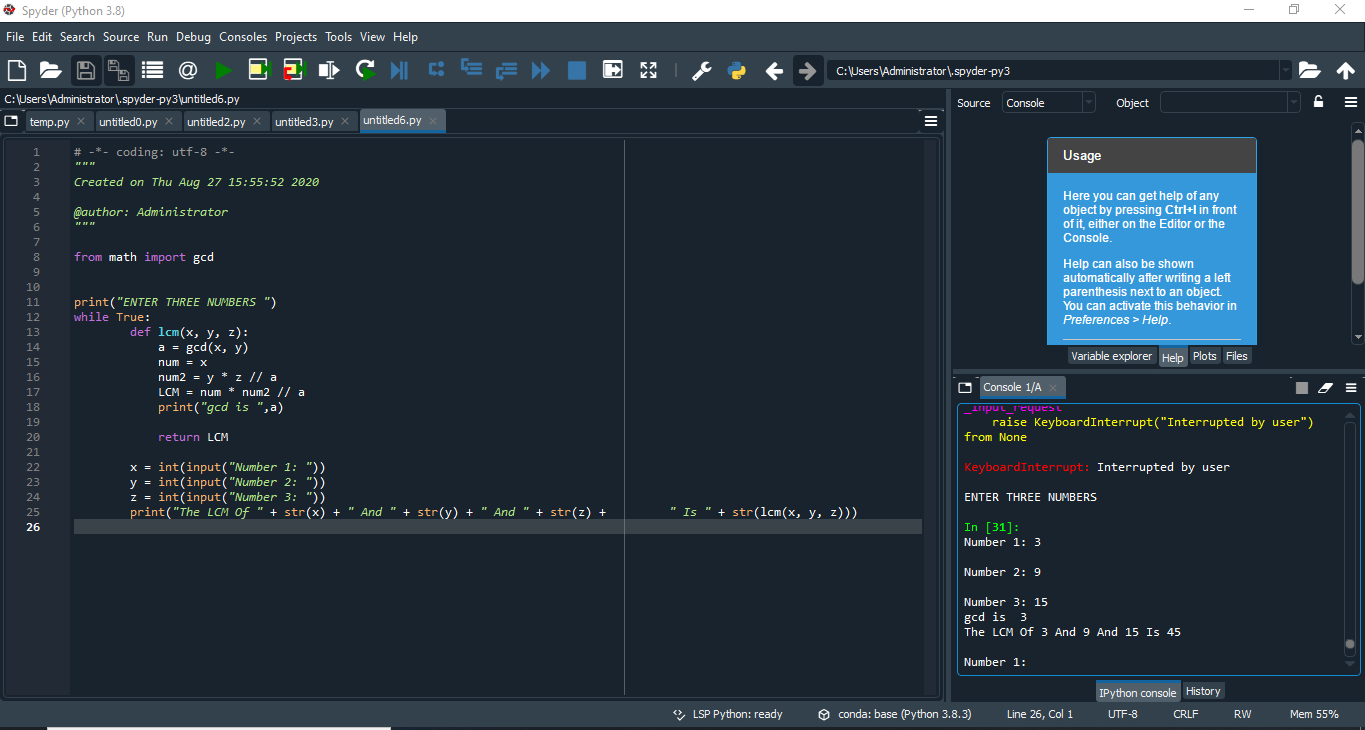 Spyder (Python 3.8)
File Edit Search Source Run Debug Consoles Projects Tools View Help
C:\Users\Administrator\.spyder-py3
C:\Users\Administrator\.spyder-py3\untitled6.py
temp.py untitled0.py untitled2.py untitled3.py untitled6.py
1 # -*- coding: utf-8 -*-
2 """
3 Created on Thu Aug 27 15:55:52 2020
4
5 @author: Administrator
6 """
7
8 from math import gcd
9
10
11 print("ENTER THREE NUMBERS ")
12 while True:
13         def lcm(x, y, z):
14             a = gcd(x, y)
15             num = x
16             num2 = y * z // a
17             LCM = num * num2 // a
18             print("gcd is ",a)
19
20             return LCM
21
22         x = int(input("Number 1: "))
23         y = int(input("Number 2: "))
24         z = int(input("Number 3: "))
25         print("The LCM Of " + str(x) + " And " + str(y) + " And " + str(z) +         " Is " + str(lcm(x, y, z)))
26
Source Console Object
Usage
Here you can get help of any
object by pressing Ctrl+I in front
of it, either on the Editor or the
Console.
Help can also be shown
automatically after writing a left
parenthesis next to an object.
You can activate this behavior in
Preferences > Help.
Variable explorer Help Plots Files
Console 1/A
_input_request
    raise KeyboardInterrupt("Interrupted by user")
from None
KeyboardInterrupt: Interrupted by user
ENTER THREE NUMBERS
In [31]:
Number 1: 3
Number 2: 9
Number 3: 15
gcd is  3
The LCM Of 3 And 9 And 15 Is 45
Number 1:
IPython console History
LSP Python: ready conda: base (Python 3.8.3) Line 26, Col 1 UTF-8 CRLF RW Mem 55%